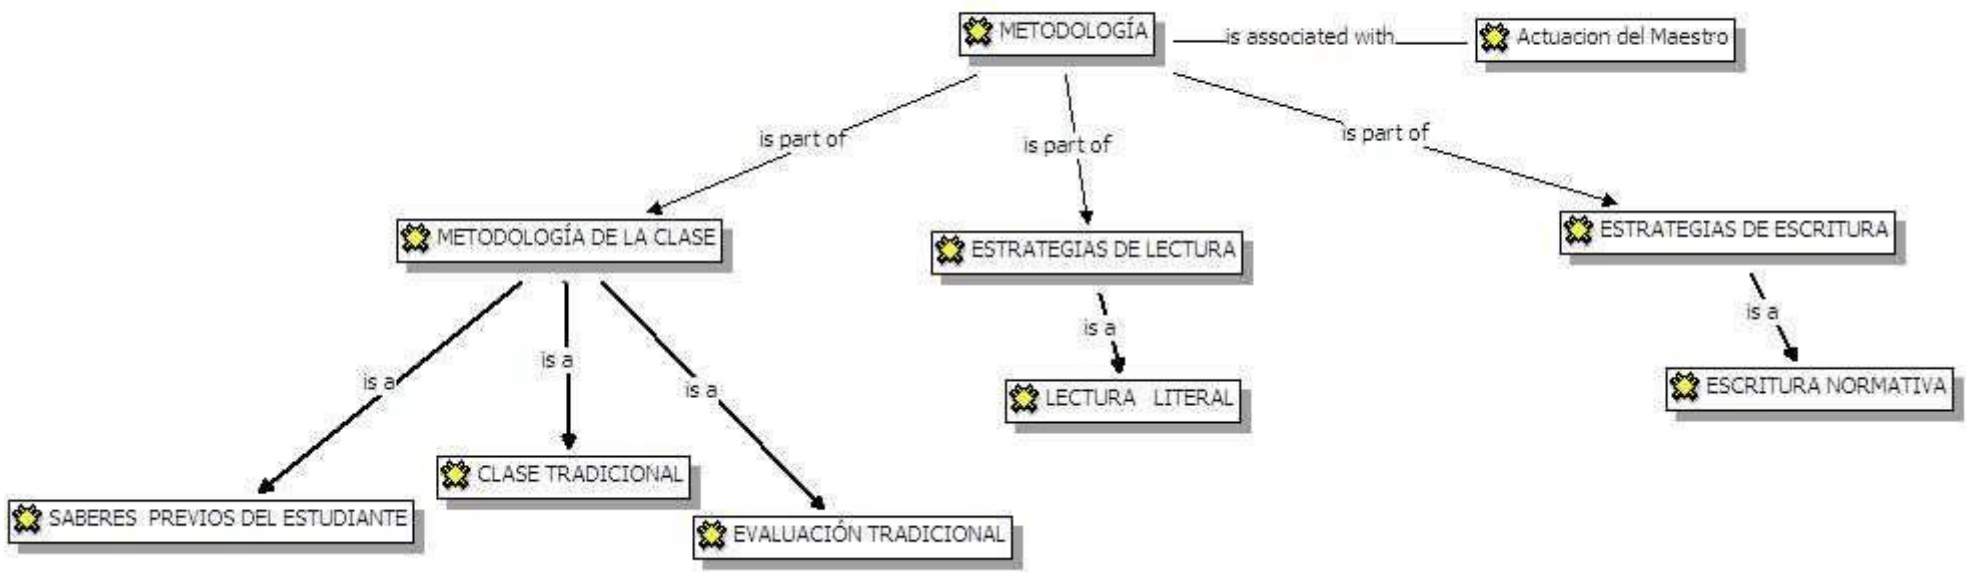 METODOLOGÍA
is associated with
Actuacion del Maestro
is part of
is part of
is part of
METODOLOGÍA DE LA CLASE
ESTRATEGIAS DE LECTURA
ESTRATEGIAS DE ESCRITURA
is a
is a
is a
is a
is a
LECTURA LITERAL
ESCRITURA NORMATIVA
CLASE TRADICIONAL
SABERES PREVIOS DEL ESTUDIANTE
EVALUACIÓN TRADICIONAL